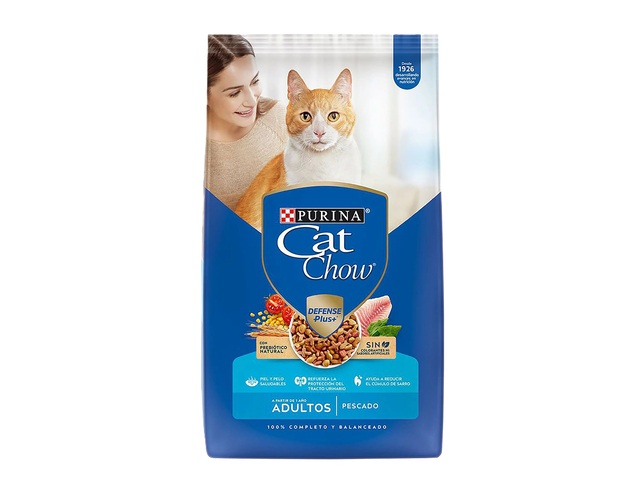 Desde
1926
desarrollando
avances en
nutrición
PURINA®
Cat
Chow®
DEFENSE
Plus+
CON
PREBIÓTICO
NATURAL
SIN
COLORANTES NI
SABORES ARTIFICIALES
PIEL Y PELO
SALUDABLES
REFUERZA LA
PROTECCIÓN DEL
TRACTO URINARIO
AYUDA A REDUCIR
EL CÚMULO DE SARRO
A PARTIR DE 1 AÑO
ADULTOS | PESCADO
100% COMPLETO Y BALANCEADO